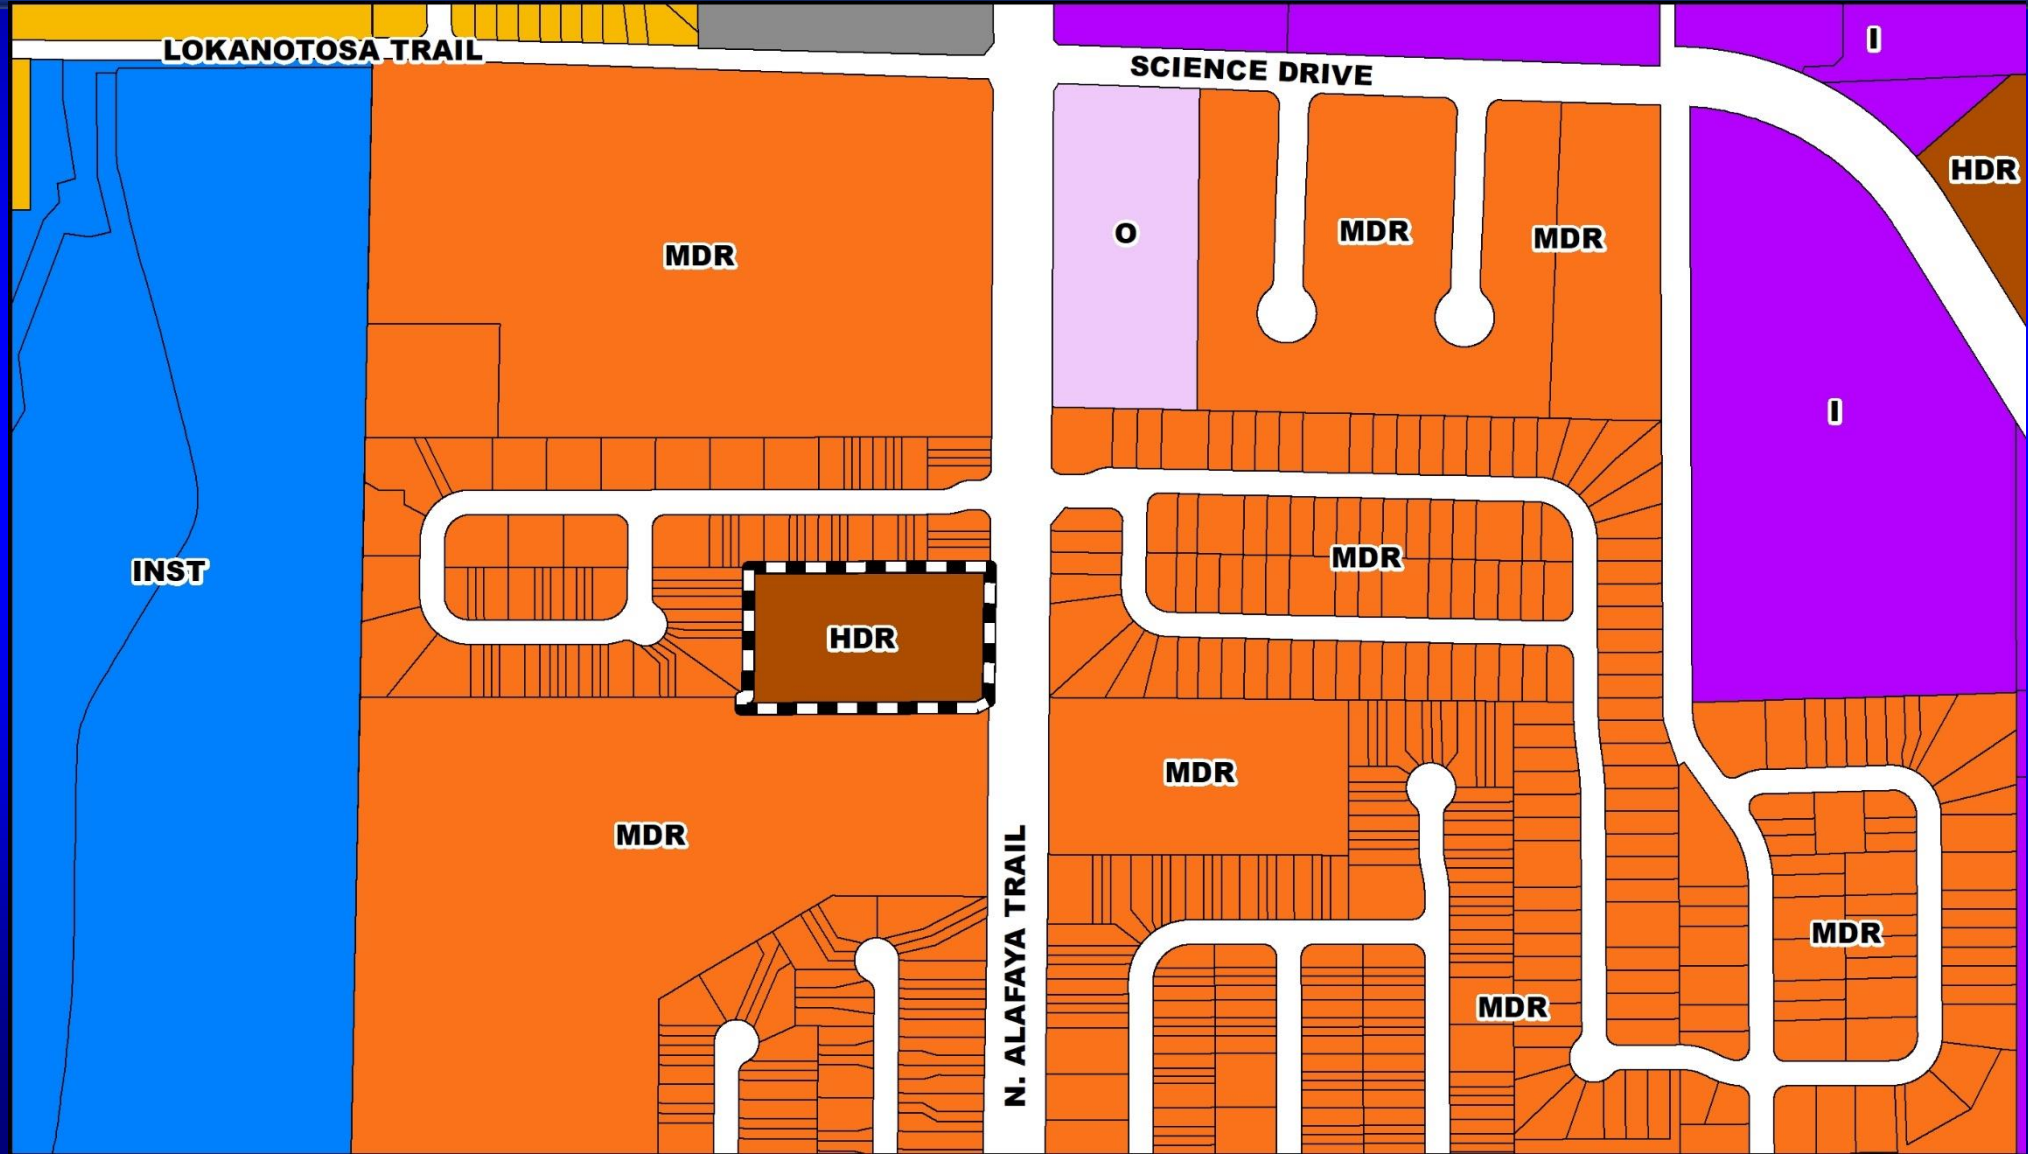 LOKANOTOSA TRAIL
SCIENCE DRIVE
I
HDR
MDR
O
MDR
MDR
I
INST
MDR
HDR
MDR
MDR
N. ALAFAYA TRAIL
MDR
MDR